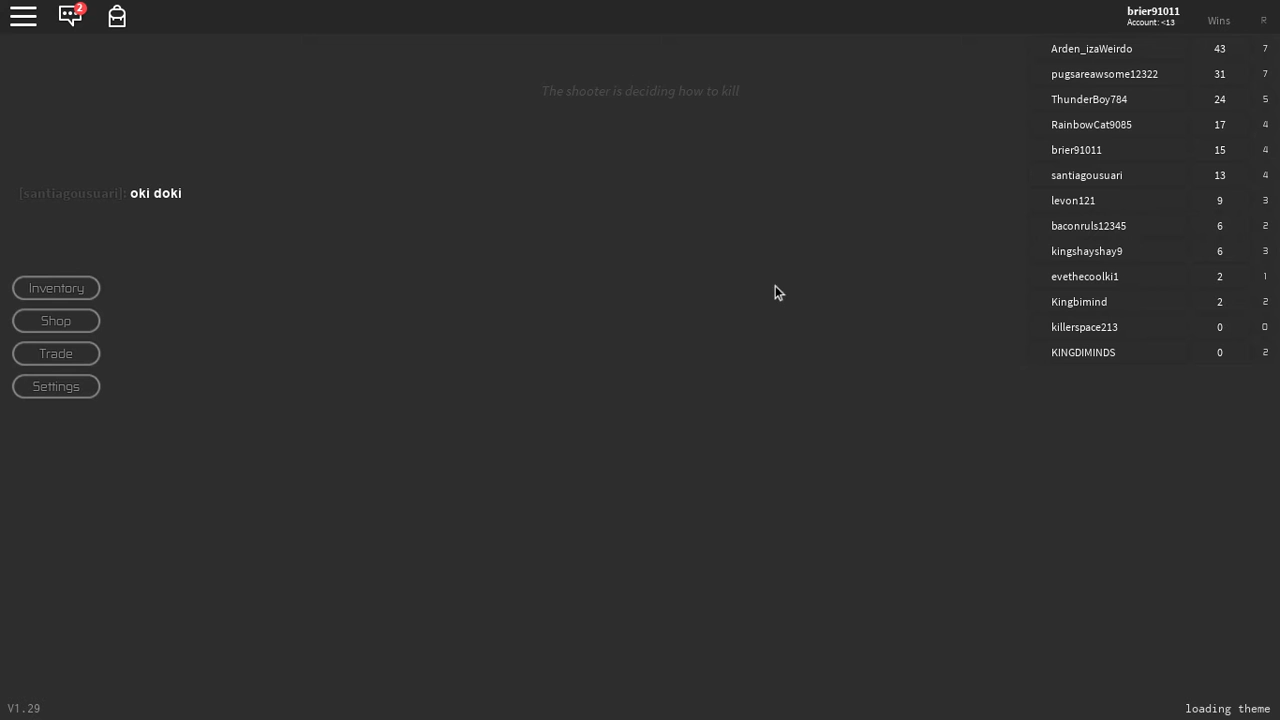 2
brier91011
Account: <13
Wins R
The shooter is deciding how to kill
[santiagousuari]: oki doki
Inventory
Shop
Trade
Settings
Arden_izaWeirdo 43 7
pugsareawsome12322 31 7
ThunderBoy784 24 5
RainbowCat9085 17 4
brier91011 15 4
santiagousuari 13 4
levon121 9 3
baconruls12345 6 2
kingshayshay9 6 3
evethecoolki1 2 1
Kingbimind 2 2
killerspace213 0 0
KINGDIMINDS 0 2
V1.29
loading theme